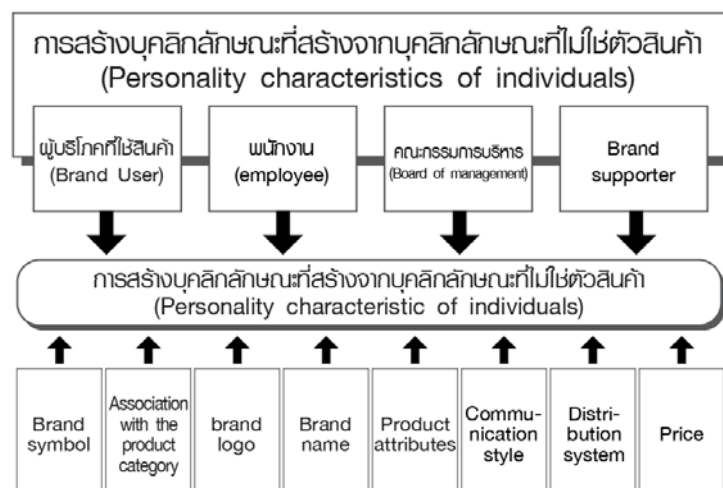 การสร้างบุคลิกลักษณะที่สร้างจากบุคลิกลักษณะที่ไม่ใช่ตัวสินค้า
(Personality characteristics of individuals)
ผู้บริโภคที่ใช้สินค้า
(Brand User)
พนักงาน
(employee)
คณะกรรมการบริหาร
(Board of management)
Brand
supporter
การสร้างบุคลิกลักษณะที่สร้างจากบุคลิกลักษณะที่ไม่ใช่ตัวสินค้า
(Personality characteristic of individuals)
Brand
symbol
Association
with the
product
category
brand
logo
Brand
name
Product
attributes
Commu-
nication
style
Distri-
bution
system
Price